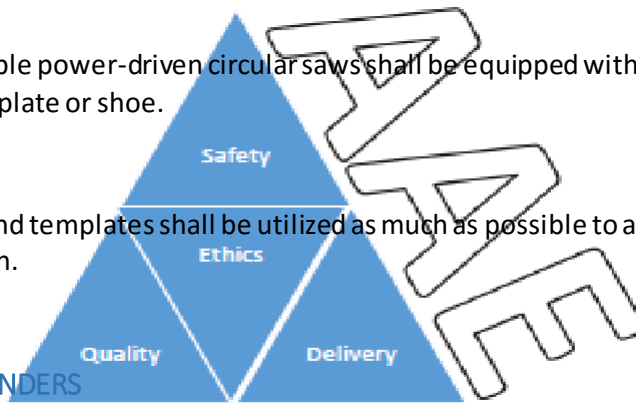 ple power-driven circular saws shall be equipped with
plate or shoe.
Safety
nd templates shall be utilized as much as possible to a
Ethics
n.
Quality
Delivery
NDERS
AAE